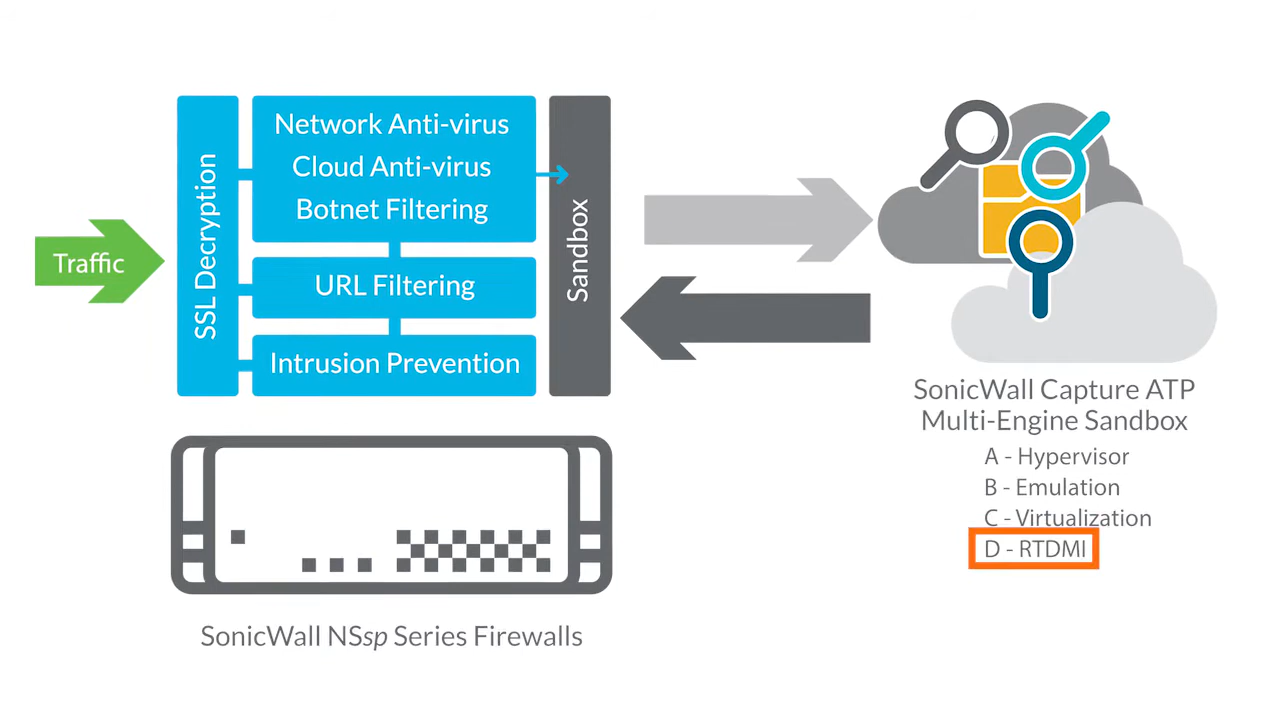 Traffic
SSL Decryption
Network Anti-virus
Cloud Anti-virus
Botnet Filtering
URL Filtering
Intrusion Prevention
Sandbox
SonicWall NSsp Series Firewalls
SonicWall Capture ATP
Multi-Engine Sandbox
A - Hypervisor
B - Emulation
C - Virtualization
D - RTDMI